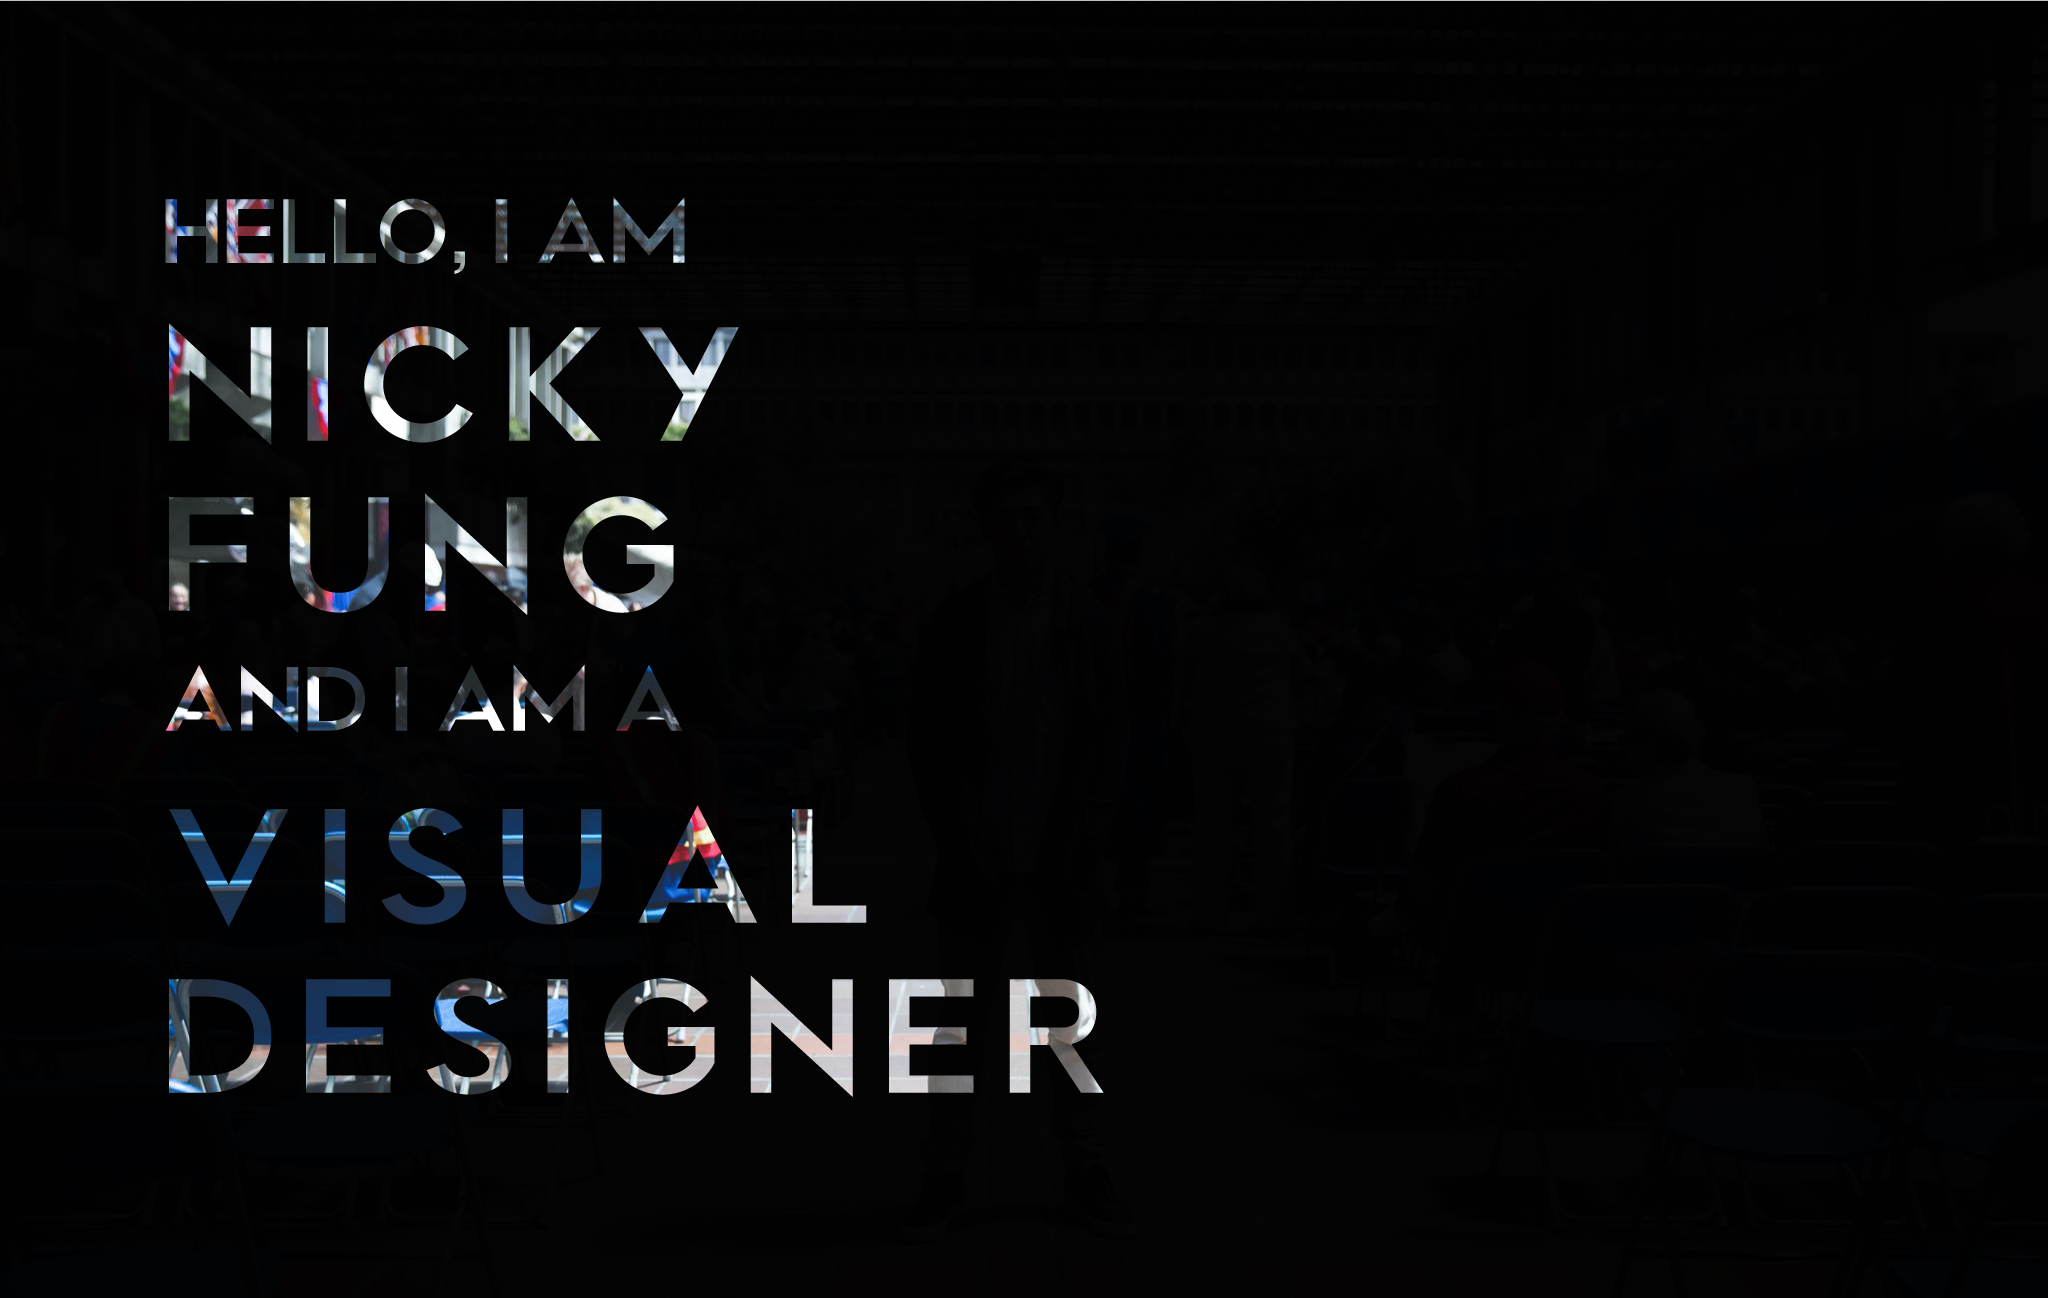 HELLO, I AM
NICKY
FUNG
AND I AM A
VISUAL
DESIGNER